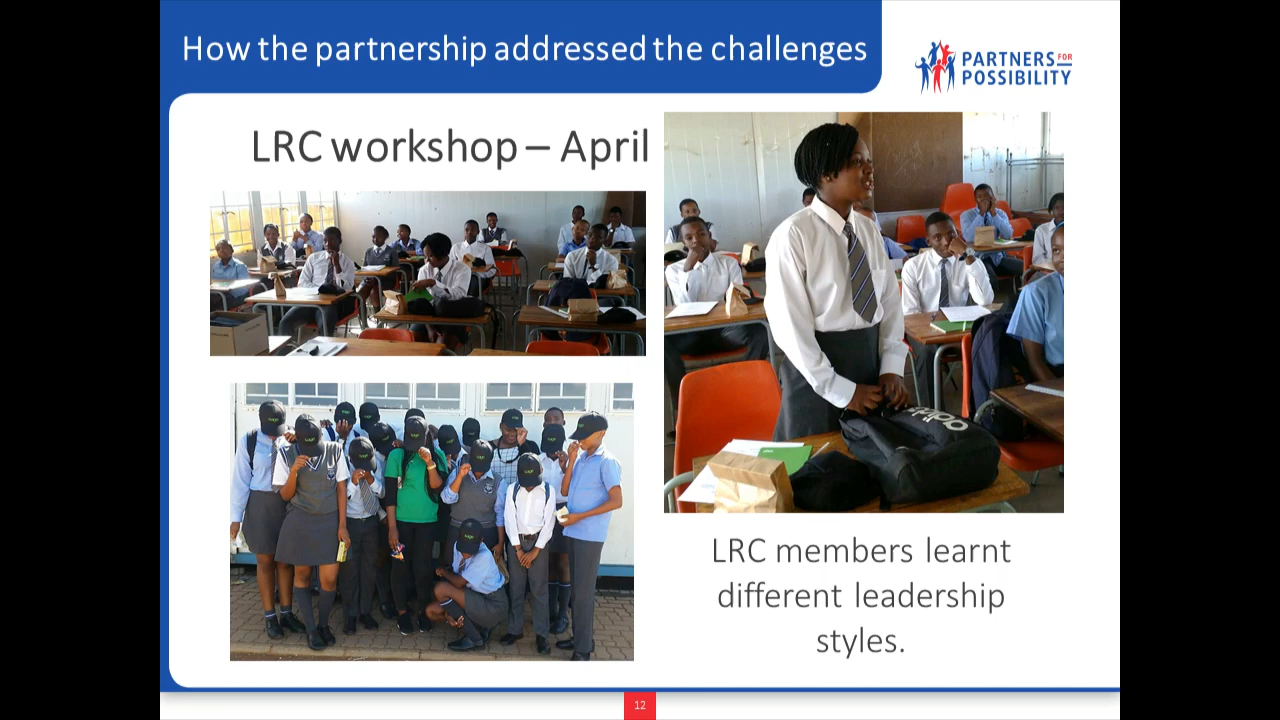 How the partnership addressed the challenges
PARTNERS FOR
POSSIBILITY
LRC workshop – April
adidas
LRC members learnt
different leadership
styles.
12